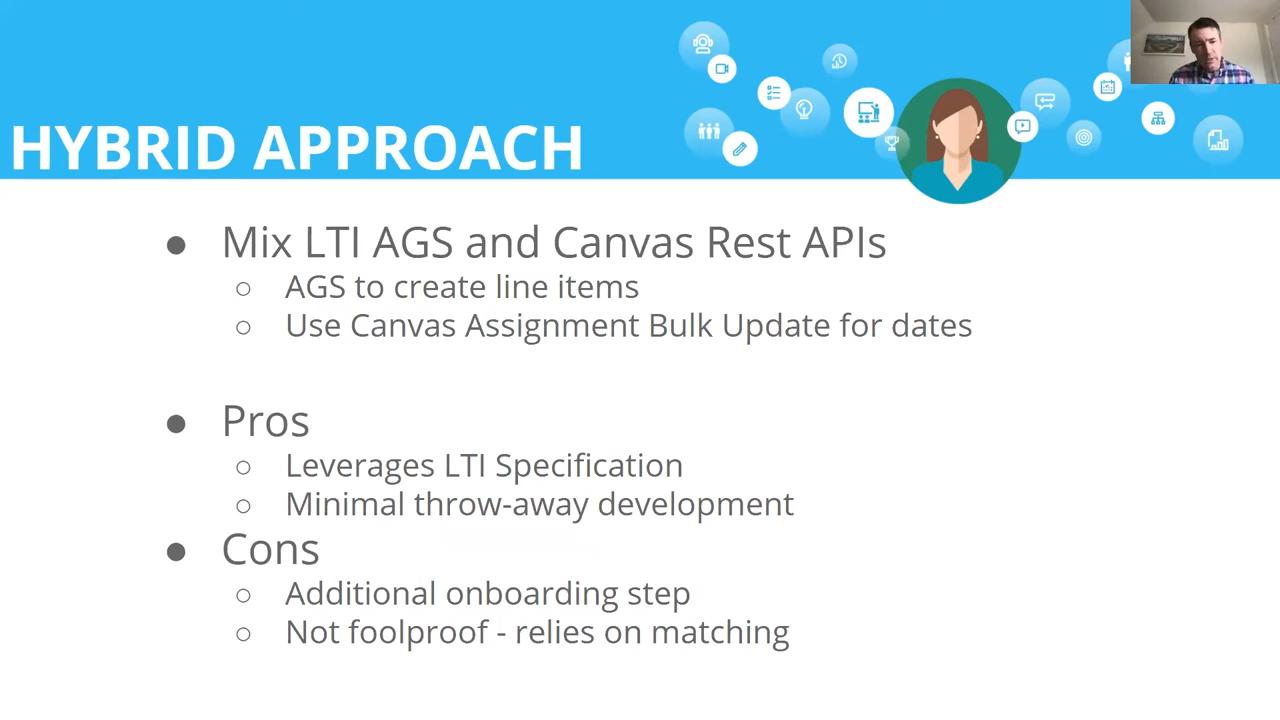 HYBRID APPROACH
● Mix LTI AGS and Canvas Rest APIs
○ AGS to create line items
○ Use Canvas Assignment Bulk Update for dates
● Pros
○ Leverages LTI Specification
○ Minimal throw-away development
● Cons
○ Additional onboarding step
○ Not foolproof - relies on matching